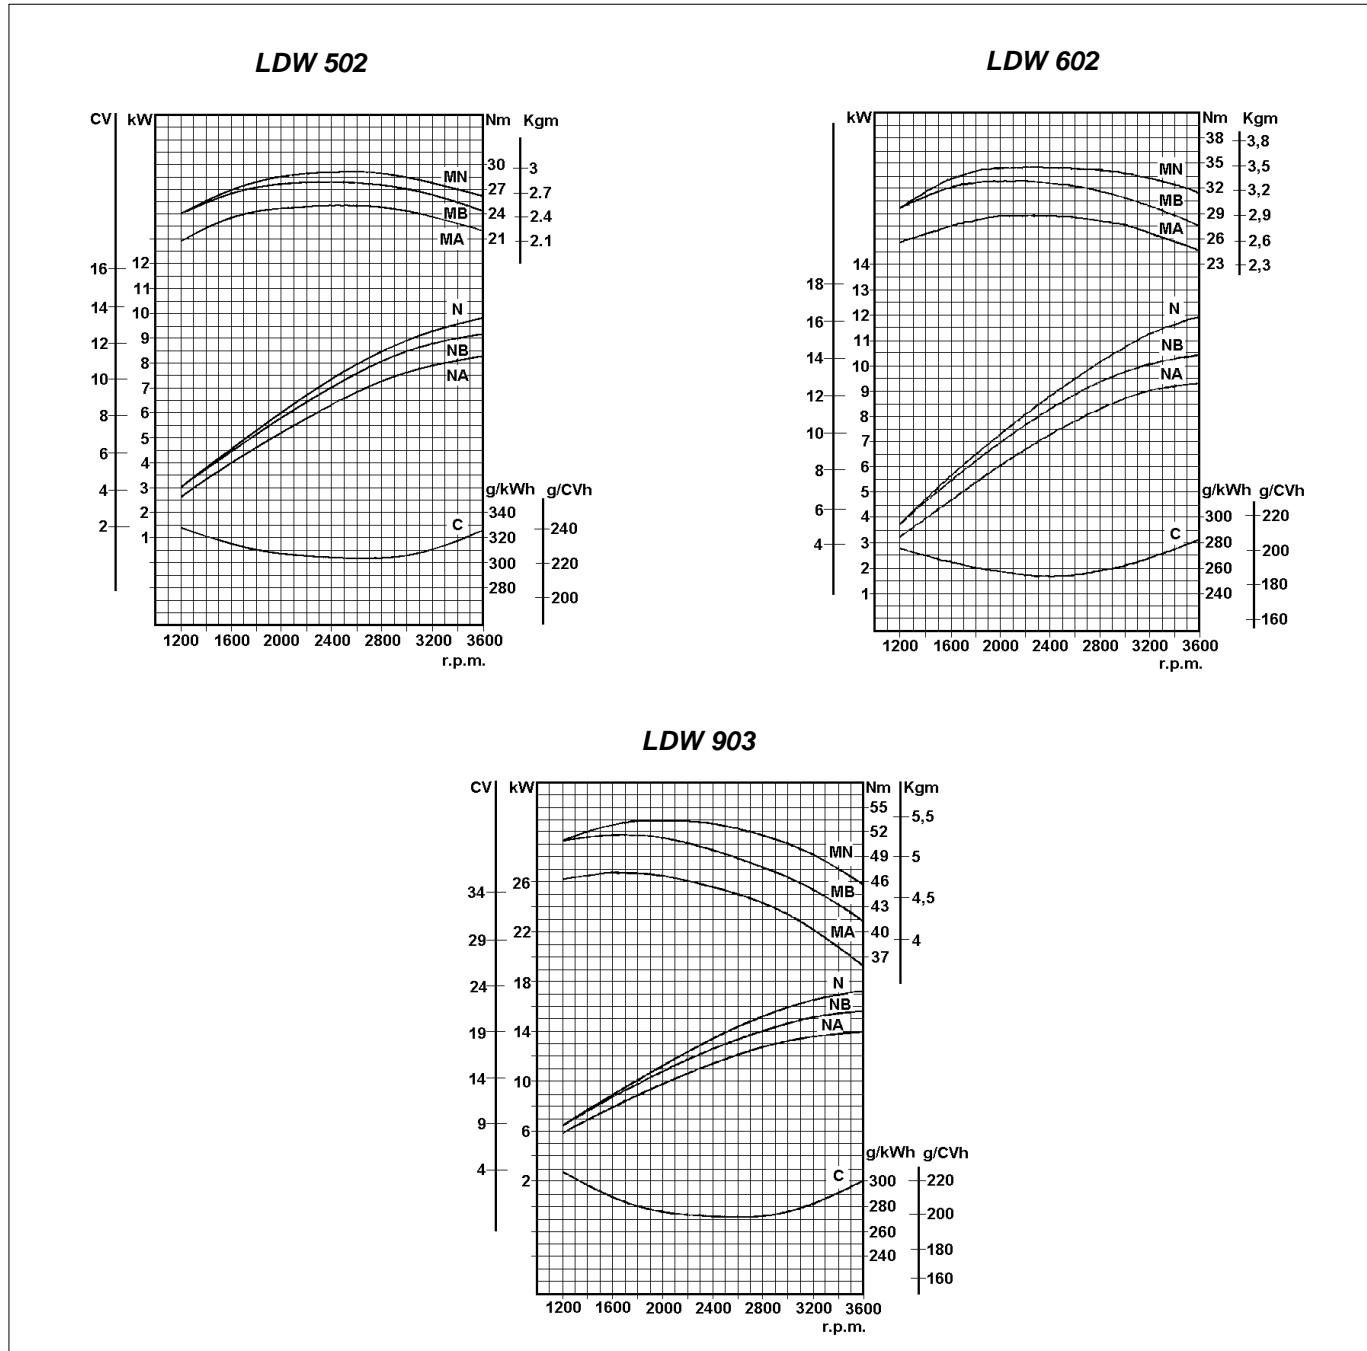 LDW 502
CV kW Nm Kgm
30 3
MN
27 2.7
24 2.4
MB
21 2.1
MA
16 12
11
14 10
N
12 9
NB
8
10 NA
7
8 6
5
6 4
4 3
g/kWh g/CVh
2 340
2 C 240
1 320
300 220
280 200
1200 1600 2000 2400 2800 3200 3600
r.p.m.
LDW 602
kW Nm Kgm
38 3,8
35 3,5
MN
32 3,2
MB
29 2,9
MA
26 2,6
14 23 2,3
18 13
N
16 12
11
NB
14 10
NA
12 9
8
10 7
8 6
5
g/kWh g/CVh
6 4 300 220
C
4 3 280 200
2 260
180
1 240
160
1200 1600 2000 2400 2800 3200 3600
r.p.m.
LDW 903
CV kW Nm Kgm
55 5,5
52
MN 49 5
34 26 46
MB
43 4,5
29 22 MA 40 4
37
24 18 N
NB
19 14 NA
14 10
9 6
g/kWh g/CVh
4 2 C 300 220
280 200
260
240 180
160
1200 1600 2000 2400 2800 3200 3600
r.p.m.